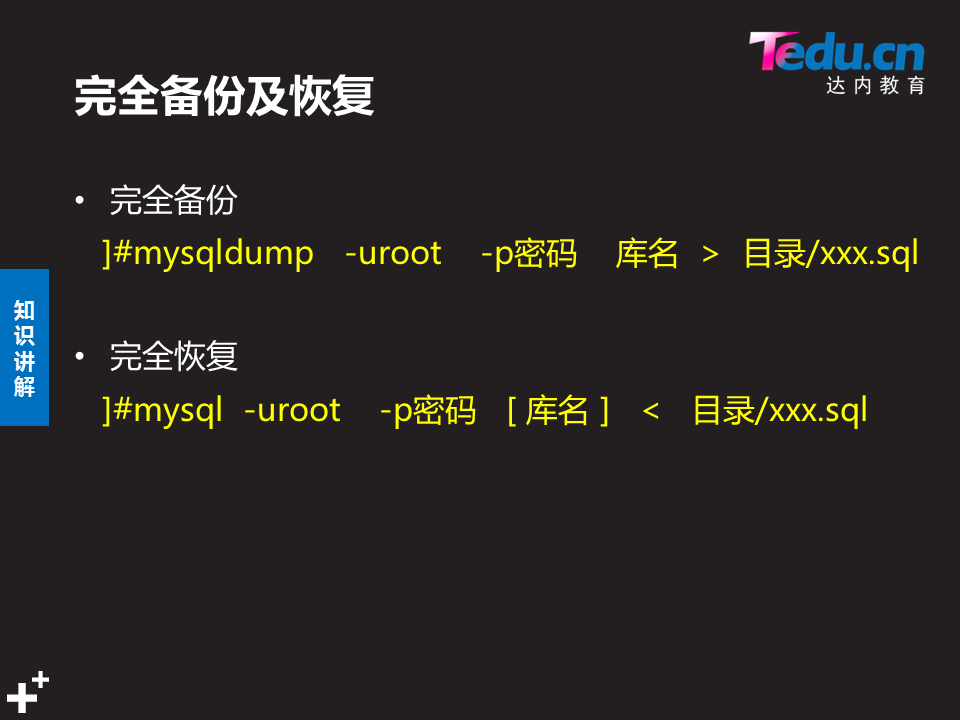 Tedu.cn
达内教育
完全备份及恢复
• 完全备份
]#mysqldump -uroot -p密码 库名 > 目录/xxx.sql
知识讲解
• 完全恢复
]#mysql -uroot -p密码 [ 库名 ] < 目录/xxx.sql